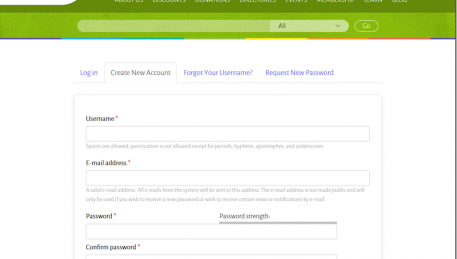 ABOUT US DISCOUNTS DONATIONS DIRECTORIES EVENTS MEMBERSHIP LEARN BLOG
All Go
Log in Create New Account Forgot Your Username? Request New Password
Username *
Spaces are allowed; punctuation is not allowed except for periods, hyphens, apostrophes, and underscores.
E-mail address *
A valid e-mail address. All e-mails from the system will be sent to this address. The e-mail address is not made public and will
only be used if you wish to receive a new password or wish to receive certain news or notifications by e-mail.
Password * Password strength:
Confirm password *